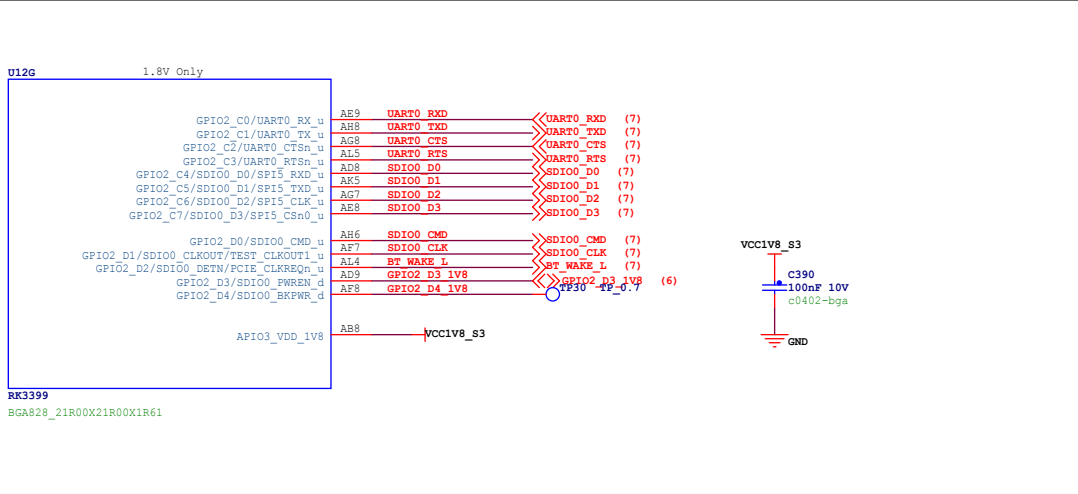 U12G 1.8V Only
GPIO2_C0/UART0_RX_u AE9 UART0_RXD UART0_RXD (7)
GPIO2_C1/UART0_TX_u AH8 UART0_TXD UART0_TXD (7)
GPIO2_C2/UART0_CTSn_u AG8 UART0_CTS UART0_CTS (7)
GPIO2_C3/UART0_RTSn_u AL5 UART0_RTS UART0_RTS (7)
GPIO2_C4/SDIO0_D0/SPI5_RXD_u AD8 SDIO0_D0 SDIO0_D0 (7)
GPIO2_C5/SDIO0_D1/SPI5_TXD_u AK5 SDIO0_D1 SDIO0_D1 (7)
GPIO2_C6/SDIO0_D2/SPI5_CLK_u AG7 SDIO0_D2 SDIO0_D2 (7)
GPIO2_C7/SDIO0_D3/SPI5_CSn0_u AE8 SDIO0_D3 SDIO0_D3 (7)
GPIO2_D0/SDIO0_CMD_u AH6 SDIO0_CMD SDIO0_CMD (7)
GPIO2_D1/SDIO0_CLKOUT/TEST_CLKOUT1_u AF7 SDIO0_CLK SDIO0_CLK (7)
GPIO2_D2/SDIO0_DETN/PCIE_CLKREQn_u AL4 BT_WAKE_L BT_WAKE_L (7)
GPIO2_D3/SDIO0_PWREN_d AD9 GPIO2_D3_1V8 GPIO2_D3_1V8 (6)
GPIO2_D4/SDIO0_BKPWR_d AF8 GPIO2_D4_1V8 TP30 TP_0.7
APIO3_VDD_1V8 AB8 VCC1V8_S3
RK3399
BGA828_21R00X21R00X1R61
VCC1V8_S3
C390
100nF 10V
c0402-bga
GND